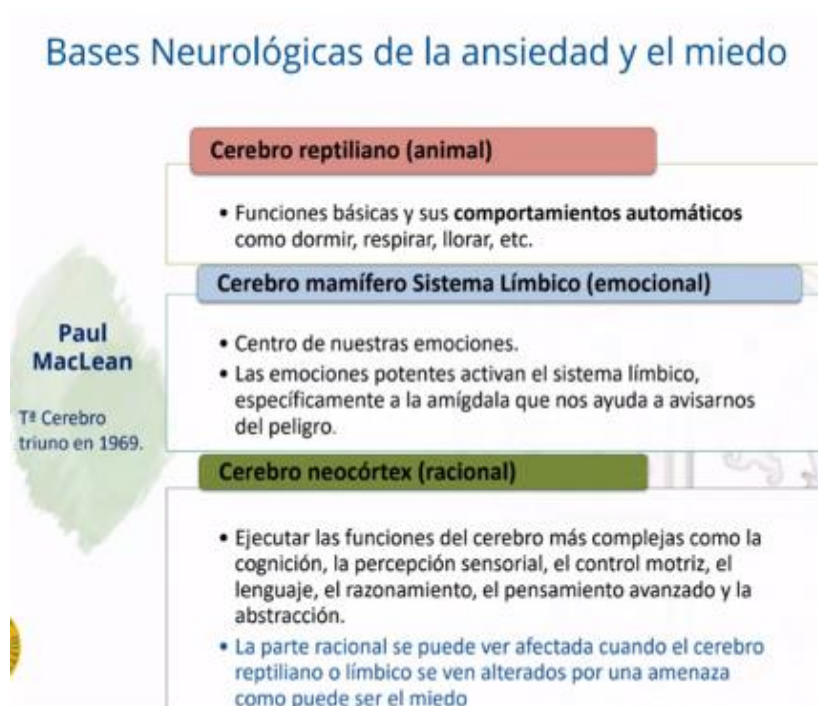 Bases Neurológicas de la ansiedad y el miedo
Cerebro reptiliano (animal)
• Funciones básicas y sus comportamientos automáticos
como dormir, respirar, llorar, etc.
Cerebro mamífero Sistema Límbico (emocional)
Paul
MacLean
Tª Cerebro
triuno en 1969.
• Centro de nuestras emociones.
• Las emociones potentes activan el sistema límbico,
específicamente a la amígdala que nos ayuda a avisarnos
del peligro.
Cerebro neocórtex (racional)
• Ejecutar las funciones del cerebro más complejas como la
cognición, la percepción sensorial, el control motriz, el
lenguaje, el razonamiento, el pensamiento avanzado y la
abstracción.
• La parte racional se puede ver afectada cuando el cerebro
reptiliano o límbico se ven alterados por una amenaza
como puede ser el miedo